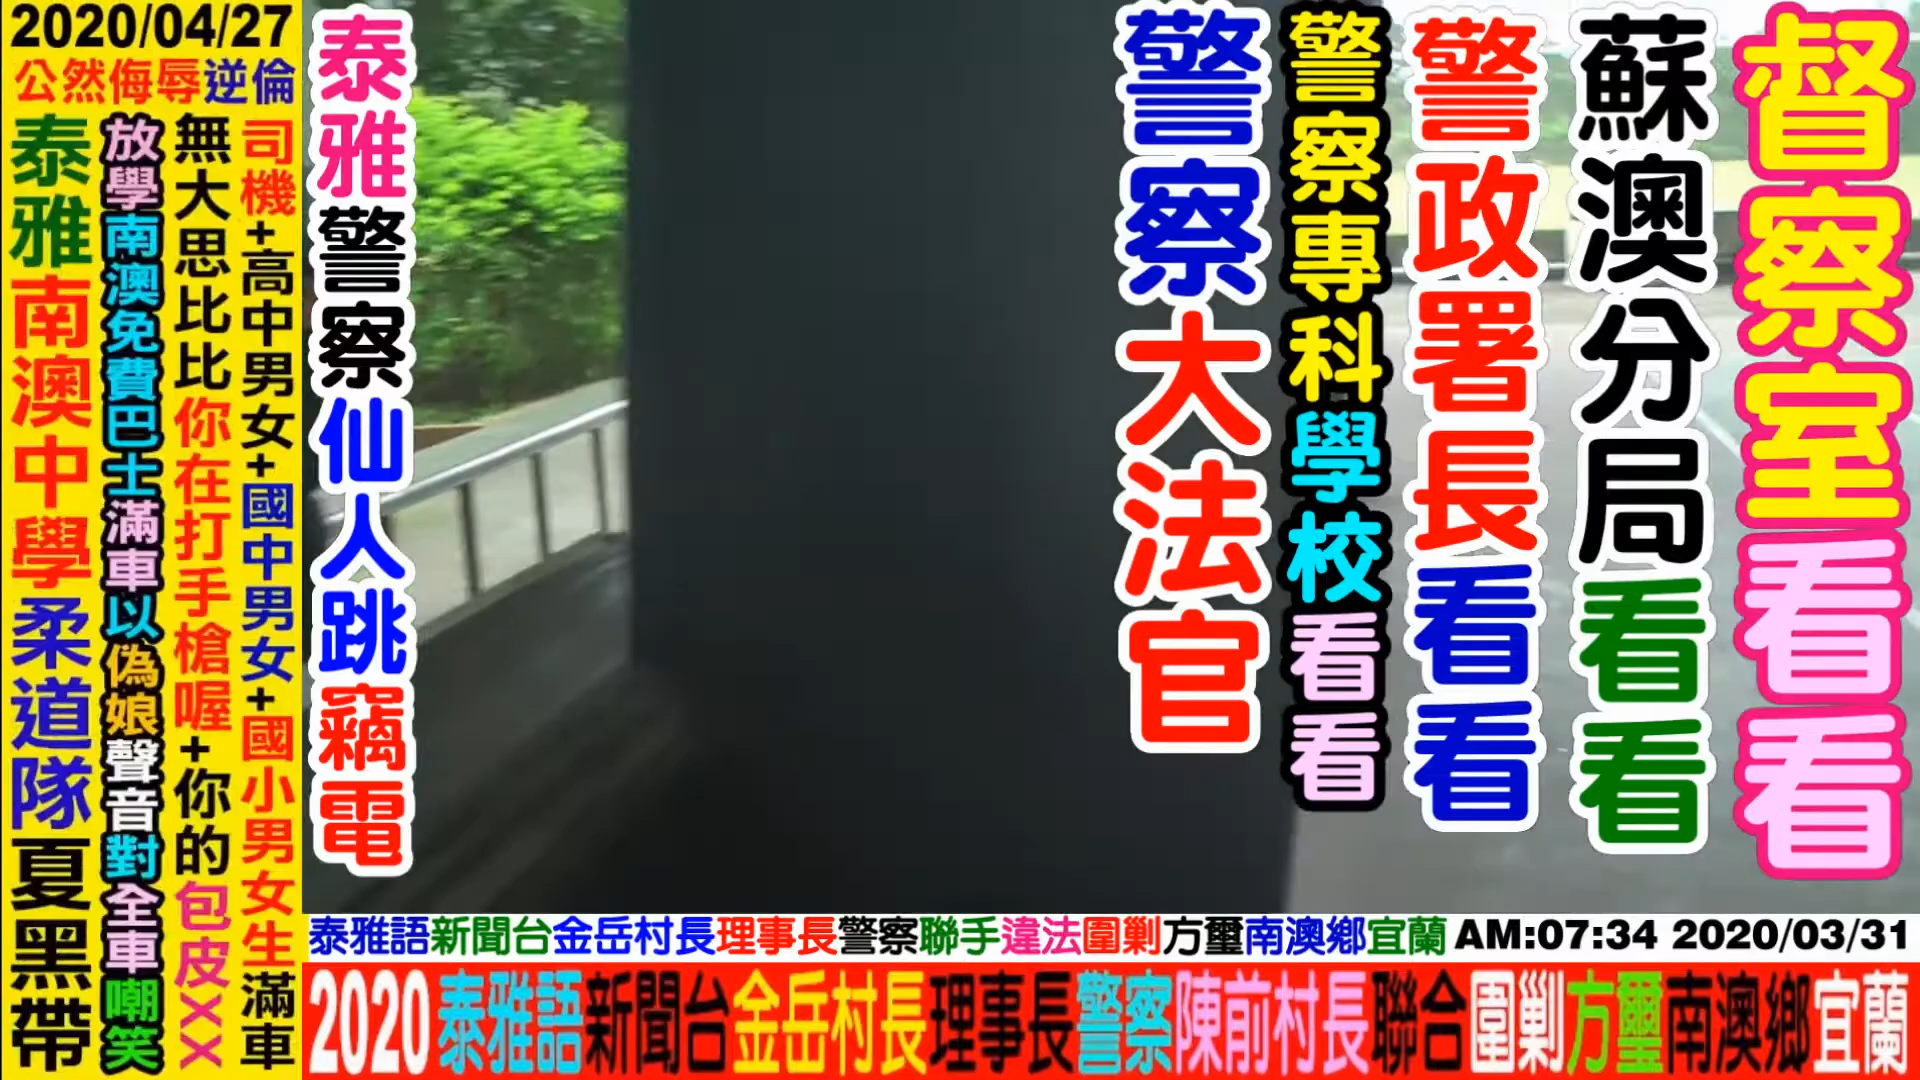 2020/04/27
公然侮辱逆倫
泰雅南澳中學柔道隊夏黑帶
放學南澳免費巴士滿車以偽娘聲音對全車嘲笑
無大思比比你在打手槍喔+你的包皮XX
司機+高中男女+國中男女+國小男女生滿車
泰雅警察仙人跳竊電
警察大法官
警察專科學校看看
警政署長看看
蘇澳分局看看
督察室看看
泰雅語新聞台金岳村長理事長警察聯手違法圍剿方璽南澳鄉宜蘭 AM:07:34 2020/03/31
2020泰雅語新聞台金岳村長理事長警察陳前村長聯合圍剿方璽南澳鄉宜蘭